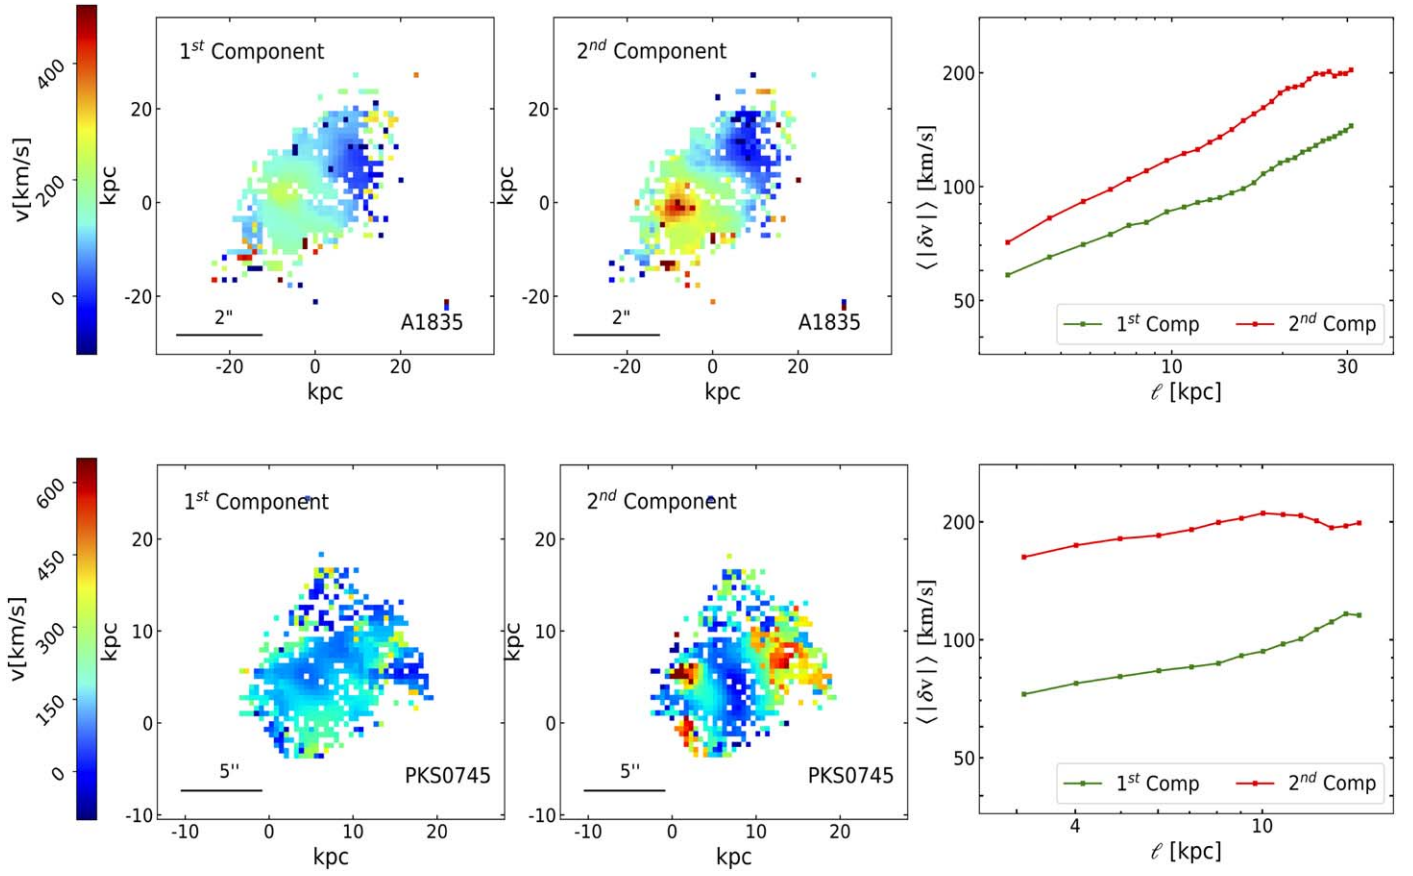 v[km/s]
400
200
0
1st Component
kpc
20
0
-20
2"
A1835
-20 0 20
kpc
2nd Component
kpc
20
0
-20
2"
A1835
-20 0 20
kpc
⟨ | δv | ⟩ [km/s]
200
100
50
1st Comp 2nd Comp
10 30
ℓ [kpc]
v[km/s]
600
450
300
150
0
1st Component
kpc
20
10
0
-10
5''
PKS0745
-10 0 10 20
kpc
2nd Component
kpc
20
10
0
-10
5''
PKS0745
-10 0 10 20
kpc
⟨ | δv | ⟩ [km/s]
200
100
50
1st Comp 2nd Comp
4 10
ℓ [kpc]